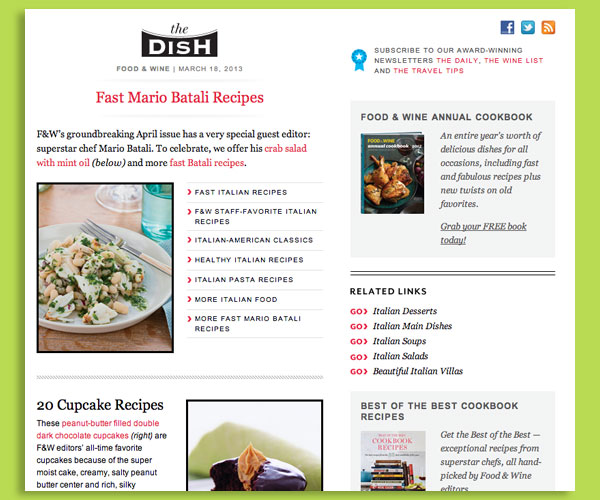 the
DISH
FOOD & WINE | MARCH 18, 2013
Fast Mario Batali Recipes
F&W's groundbreaking April issue has a very special guest editor:
superstar chef Mario Batali. To celebrate, we offer his crab salad
with mint oil (below) and more fast Batali recipes.
FAST ITALIAN RECIPES
F&W STAFF-FAVORITE ITALIAN
RECIPES
ITALIAN-AMERICAN CLASSICS
HEALTHY ITALIAN RECIPES
ITALIAN PASTA RECIPES
MORE ITALIAN FOOD
MORE FAST MARIO BATALI
RECIPES
20 Cupcake Recipes
These peanut-butter filled double
dark chocolate cupcakes (right) are
F&W editors' all-time favorite
cupcakes because of the super
moist cake, creamy, salty peanut
butter center and rich, silky
SUBSCRIBE TO OUR AWARD-WINNING
NEWSLETTERS THE DAILY, THE WINE LIST
AND THE TRAVEL TIPS
FOOD & WINE ANNUAL COOKBOOK
FOOD & WINE
annual cookbook 2012
An entire year's worth of
delicious dishes for all
occasions, including fast
and fabulous recipes plus
new twists on old
favorites.
Grab your FREE book
today!
RELATED LINKS
GO Italian Desserts
GO Italian Main Dishes
GO Italian Soups
GO Italian Salads
GO Beautiful Italian Villas
BEST OF THE BEST COOKBOOK
RECIPES
BEST OF THE BEST
COOKBOOK
RECIPES
Get the Best of the Best —
exceptional recipes from
superstar chefs, all hand-
picked by Food & Wine
editors.